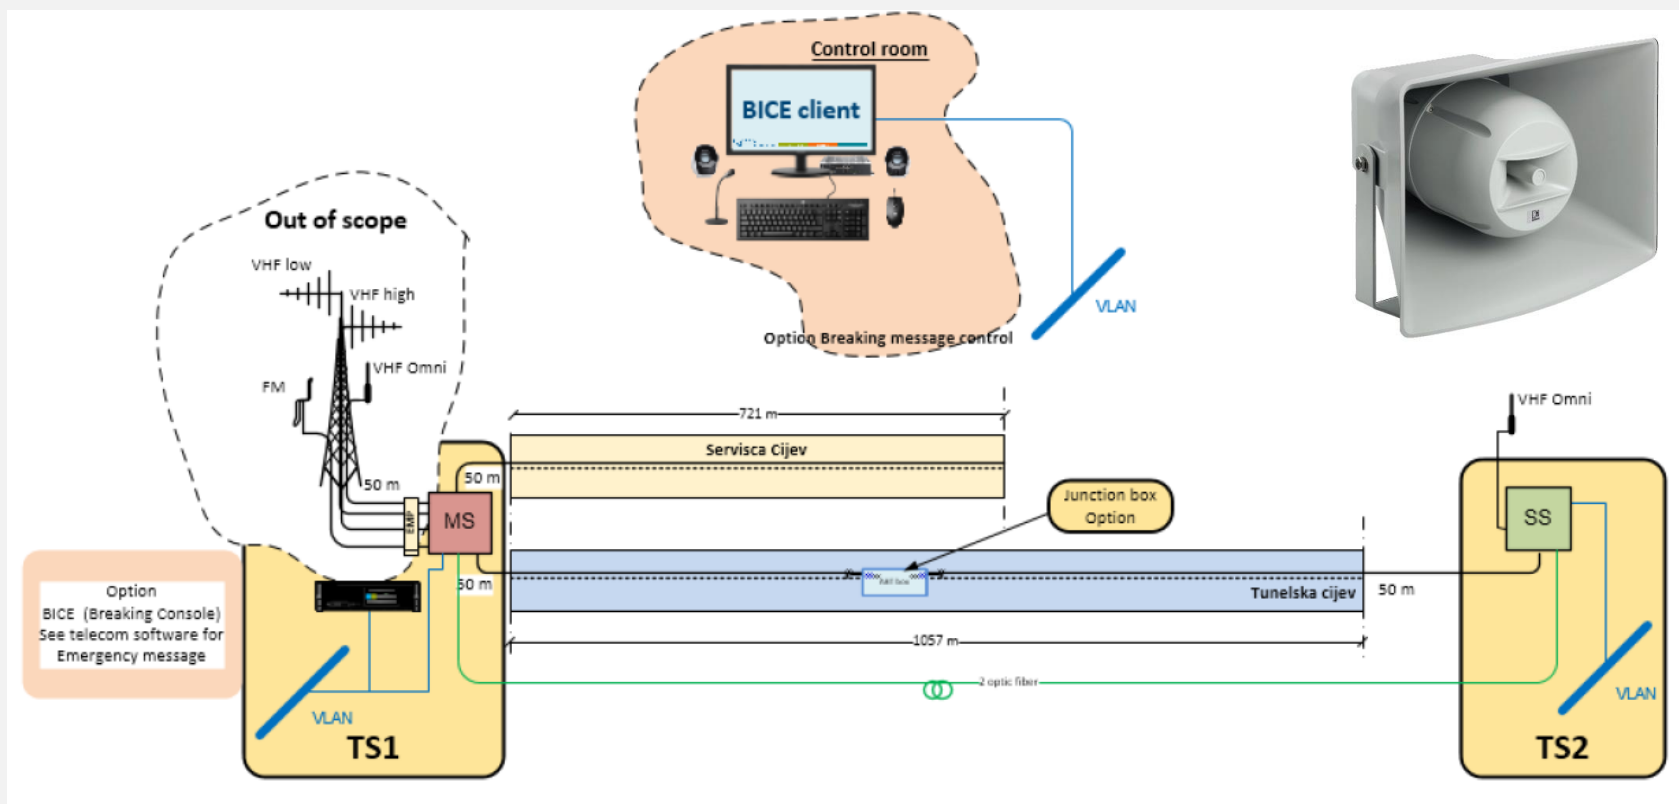 Control room
BICE client
VLAN
Option Breaking message control
Out of scope
VHF low
VHF high
VHF Omni
FM
50 m
EMP
MS
50 m
50 m
721 m
Servisca Cijev
Junction box
Option
Tunelska cijev
1057 m
50 m
2 optic fiber
VHF Omni
SS
VLAN
TS2
Option
BICE (Breaking Console)
See telecom software for
Emergency message
VLAN
TS1